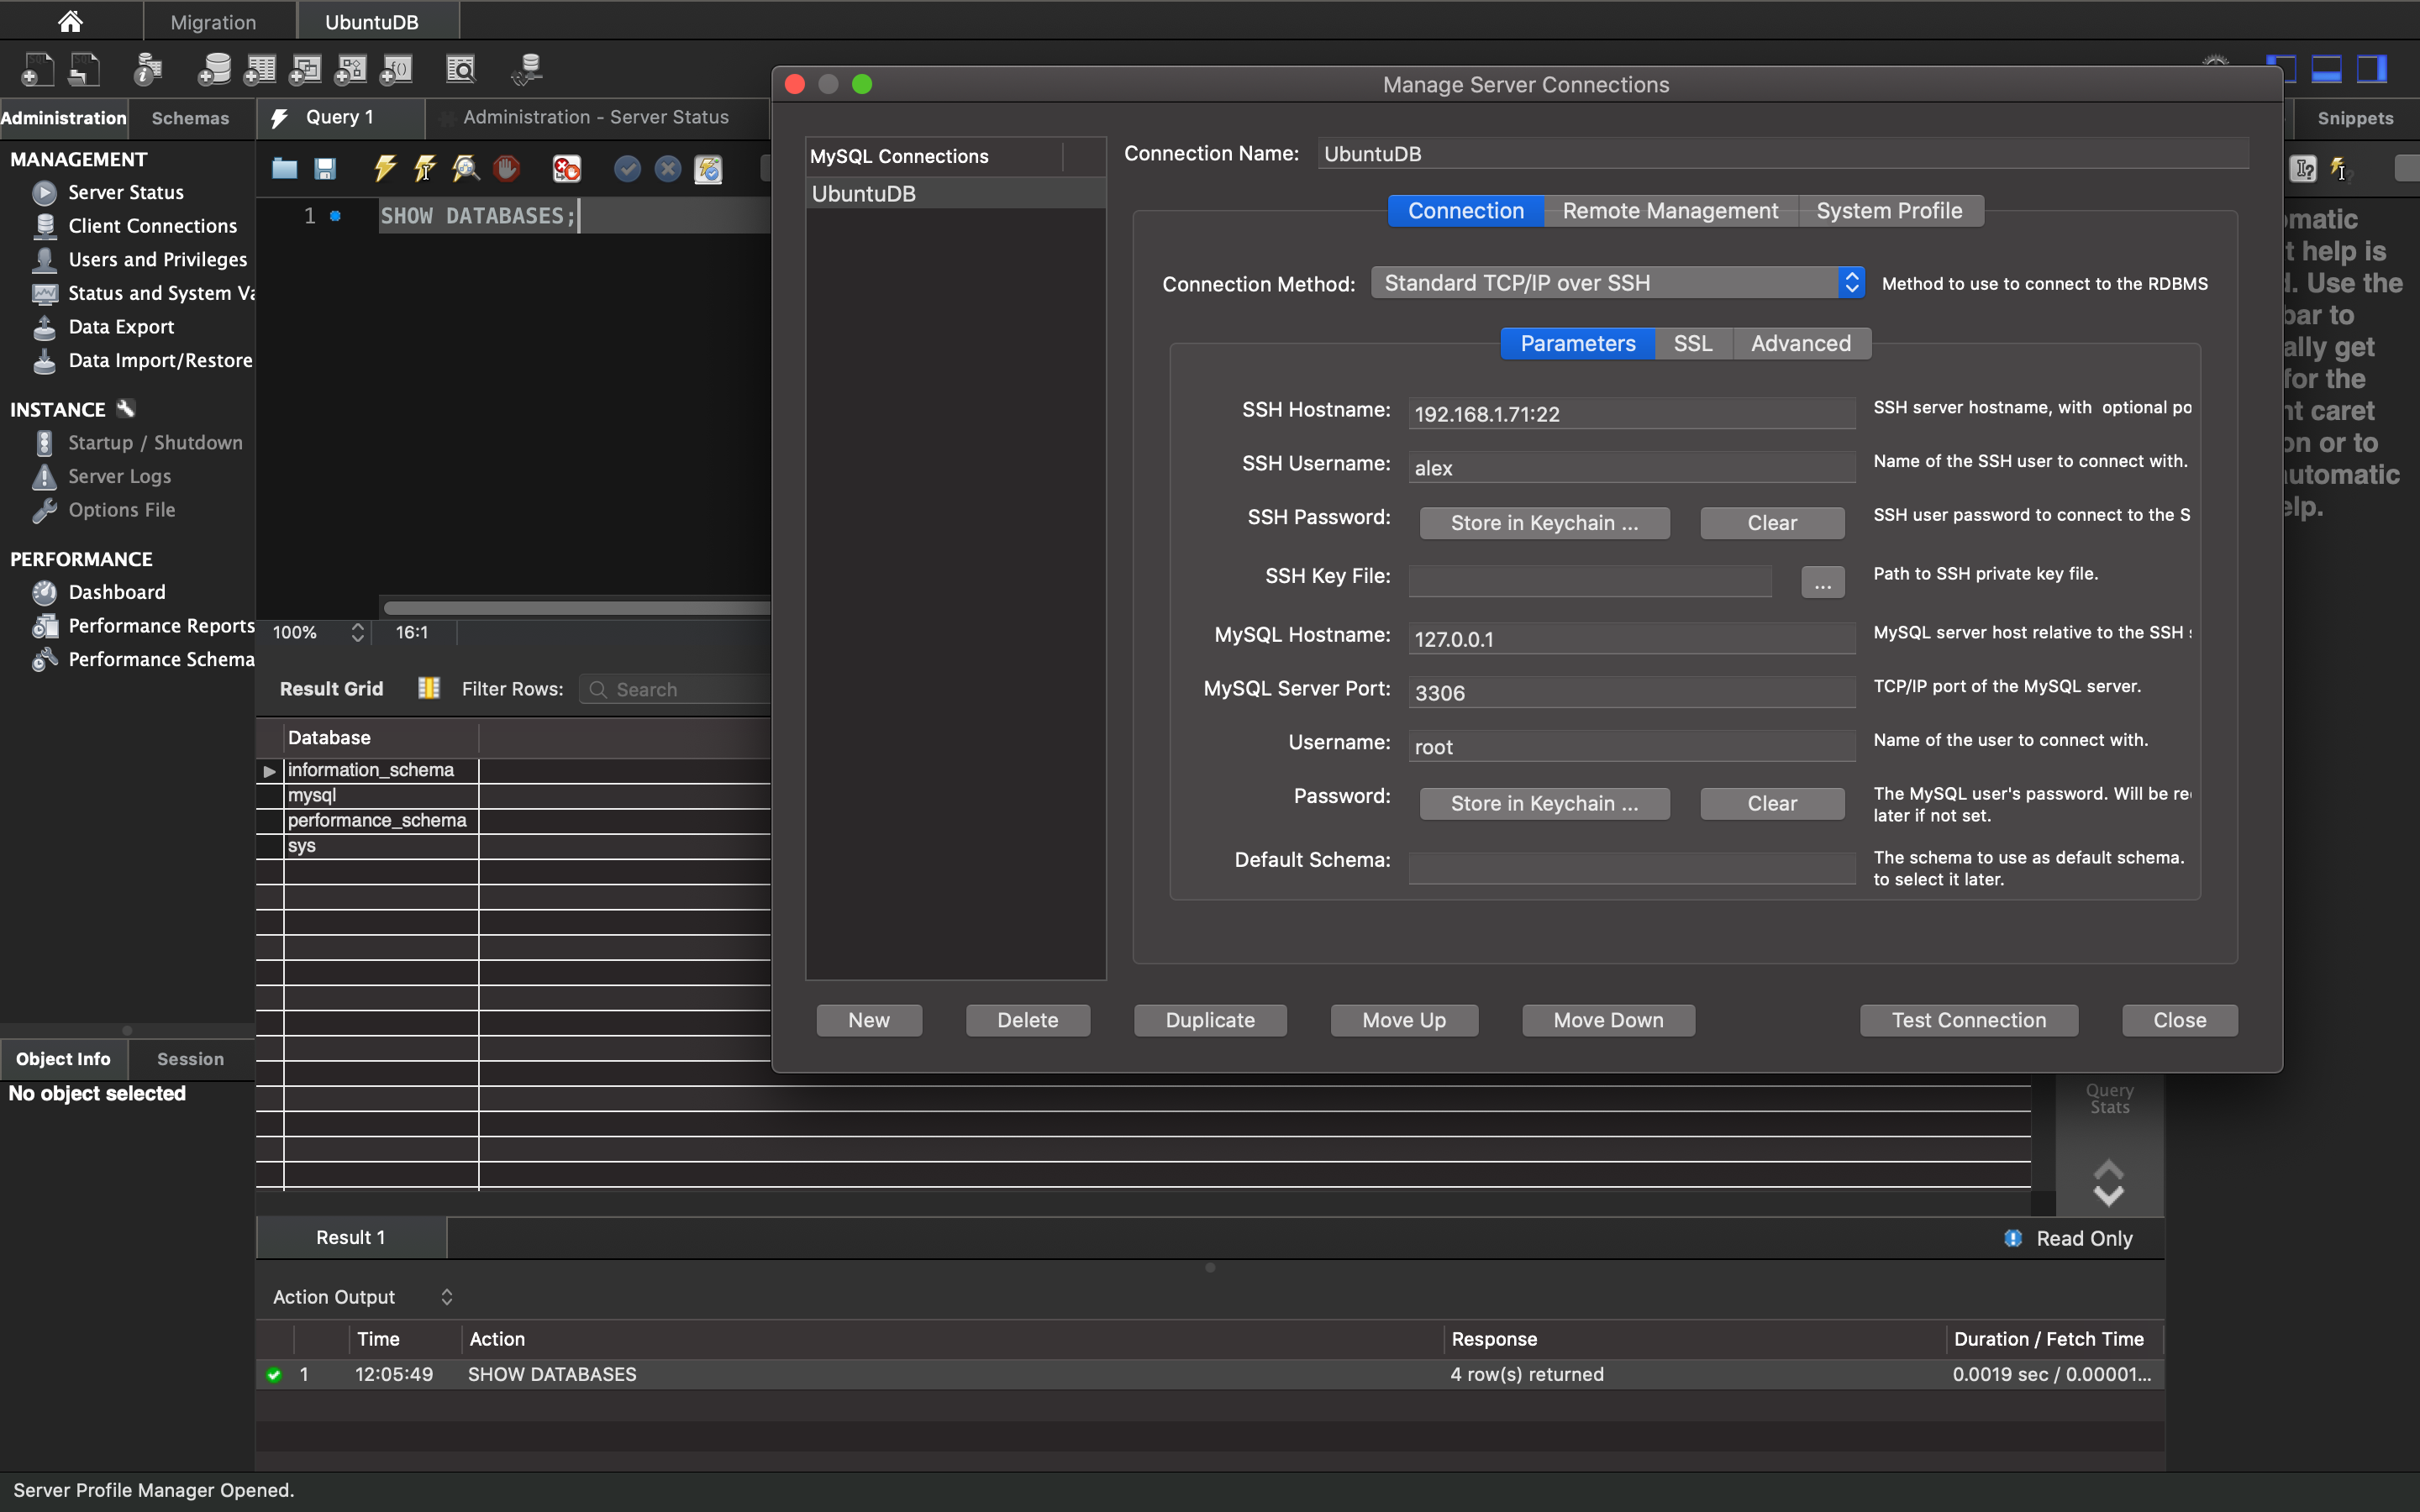 Migration
UbuntuDB
Administration
Schemas
Query 1
Administration - Server Status
Snippets
MANAGEMENT
Server Status
Client Connections
Users and Privileges
Status and System Va
Data Export
Data Import/Restore
INSTANCE
Startup / Shutdown
Server Logs
Options File
PERFORMANCE
Dashboard
Performance Reports
Performance Schema
Object Info
Session
No object selected
1
SHOW DATABASES;
100%
16:1
Result Grid
Filter Rows:
Search
Database
information_schema
mysql
performance_schema
sys
Manage Server Connections
MySQL Connections
UbuntuDB
Connection Name:
UbuntuDB
Connection
Remote Management
System Profile
Connection Method:
Standard TCP/IP over SSH
Method to use to connect to the RDBMS
Parameters
SSL
Advanced
SSH Hostname:
192.168.1.71:22
SSH server hostname, with optional po
SSH Username:
alex
Name of the SSH user to connect with.
SSH Password:
Store in Keychain ...
Clear
SSH user password to connect to the S
SSH Key File:
...
Path to SSH private key file.
MySQL Hostname:
127.0.0.1
MySQL server host relative to the SSH
MySQL Server Port:
3306
TCP/IP port of the MySQL server.
Username:
root
Name of the user to connect with.
Password:
Store in Keychain ...
Clear
The MySQL user's password. Will be re
later if not set.
Default Schema:
The schema to use as default schema.
to select it later.
New
Delete
Duplicate
Move Up
Move Down
Test Connection
Close
matic
t help is
. Use the
bar to
ally get
for the
nt caret
on or to
utomatic
elp.
Query
Stats
Result 1
Read Only
Action Output
Time
Action
Response
Duration / Fetch Time
1
12:05:49
SHOW DATABASES
4 row(s) returned
0.0019 sec / 0.00001...
Server Profile Manager Opened.